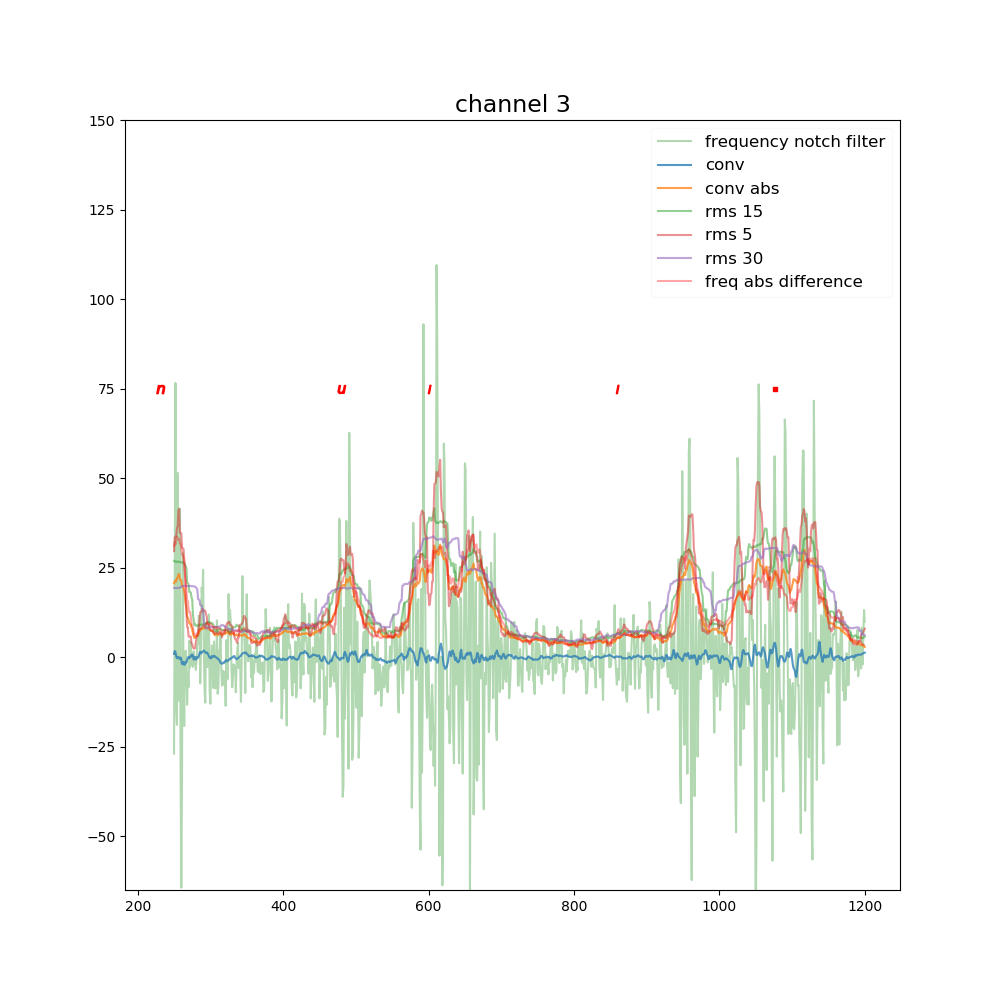 channel 3
150
frequency notch filter
conv
125
conv abs
rms 15
rms 5
rms 30
freq abs difference
100
n u ı ı
75
50
25
0
−25
−50
200 400 600 800 1000 1200